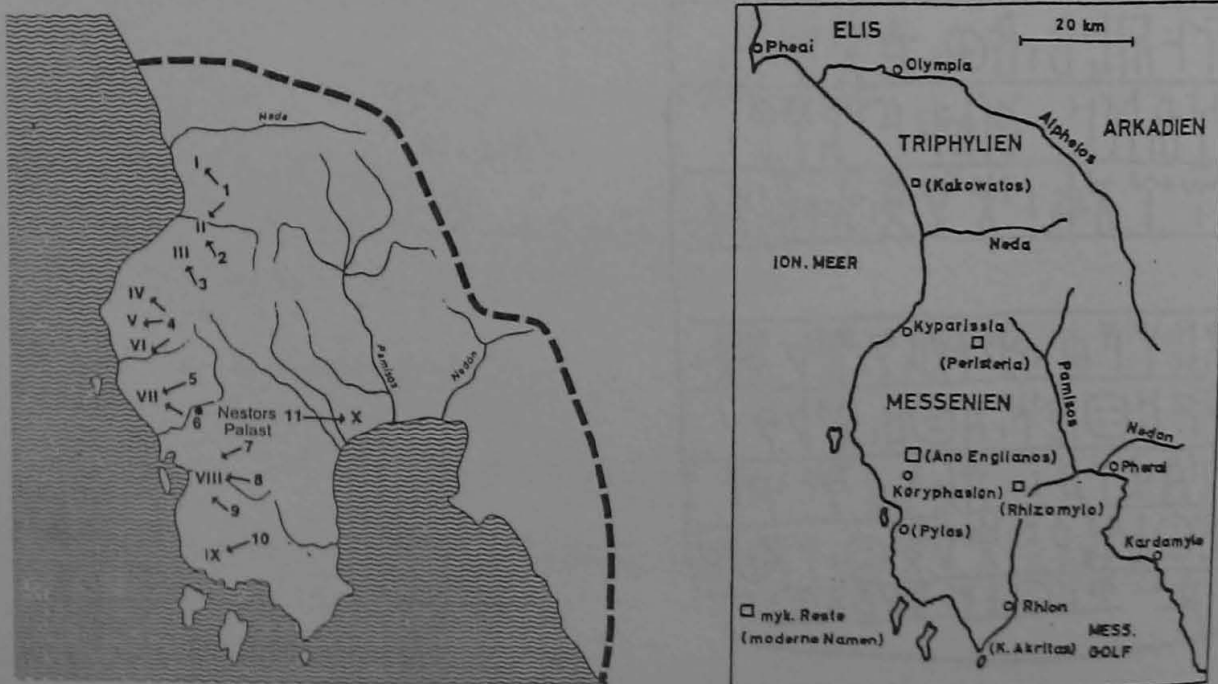 Neda
I
1
II
2
III
3
IV
V
4
VI
VII
5
6
Nestors
Palast
11
X
Pamisos
Nedon
7
VIII
8
9
IX
10
ELIS
20 km
Pheai
Olympia
Alpheios
ARKADIEN
TRIPHYLIEN
(Kakowatos)
Neda
ION. MEER
Kyparissia
(Peristeria)
Pamisos
MESSENIEN
Nedon
(Ano Englianos)
Pherai
Koryphasion)
(Rhizomylo)
(Pylos)
Kardamyle
Rhion
myk. Reste
(moderne Namen)
(K. Akritas)
MESS.
GOLF